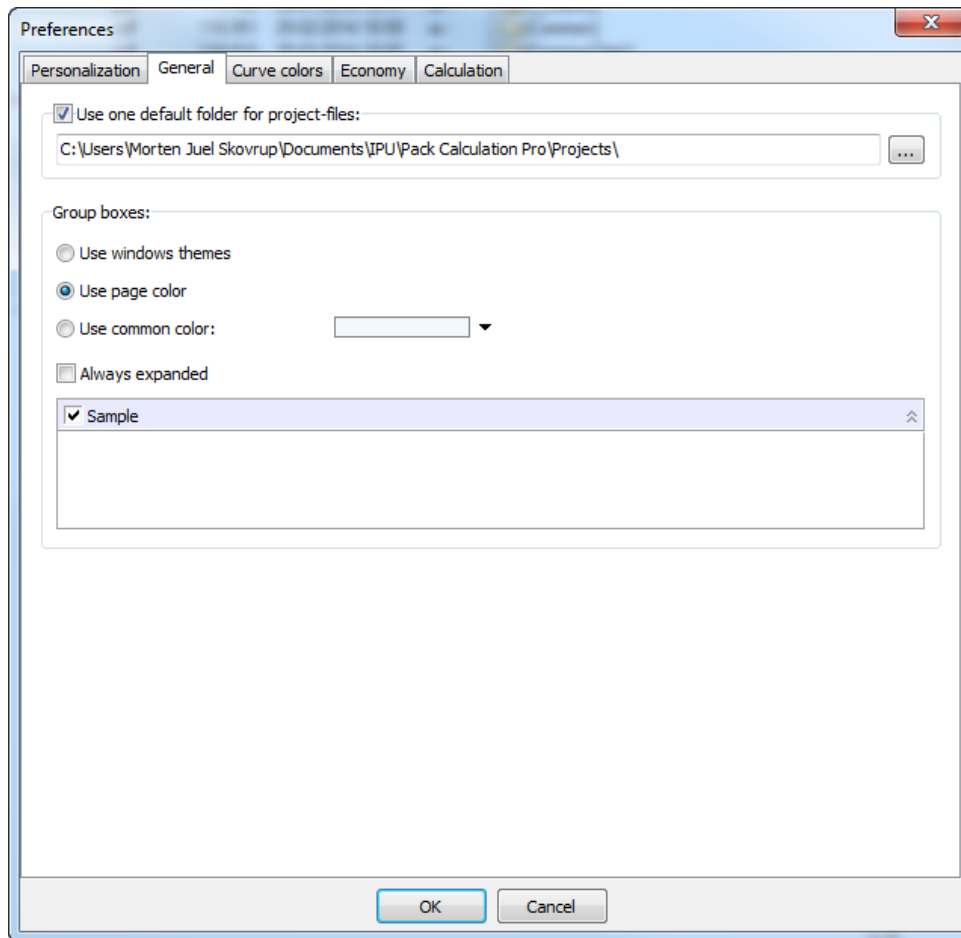 Preferences
Personalization General Curve colors Economy Calculation
Use one default folder for project-files:
C:\Users\Morten Juel Skovrup\Documents\IPU\Pack Calculation Pro\Projects\ ...
Group boxes:
Use windows themes
Use page color
Use common color:
Always expanded
Sample
OK Cancel